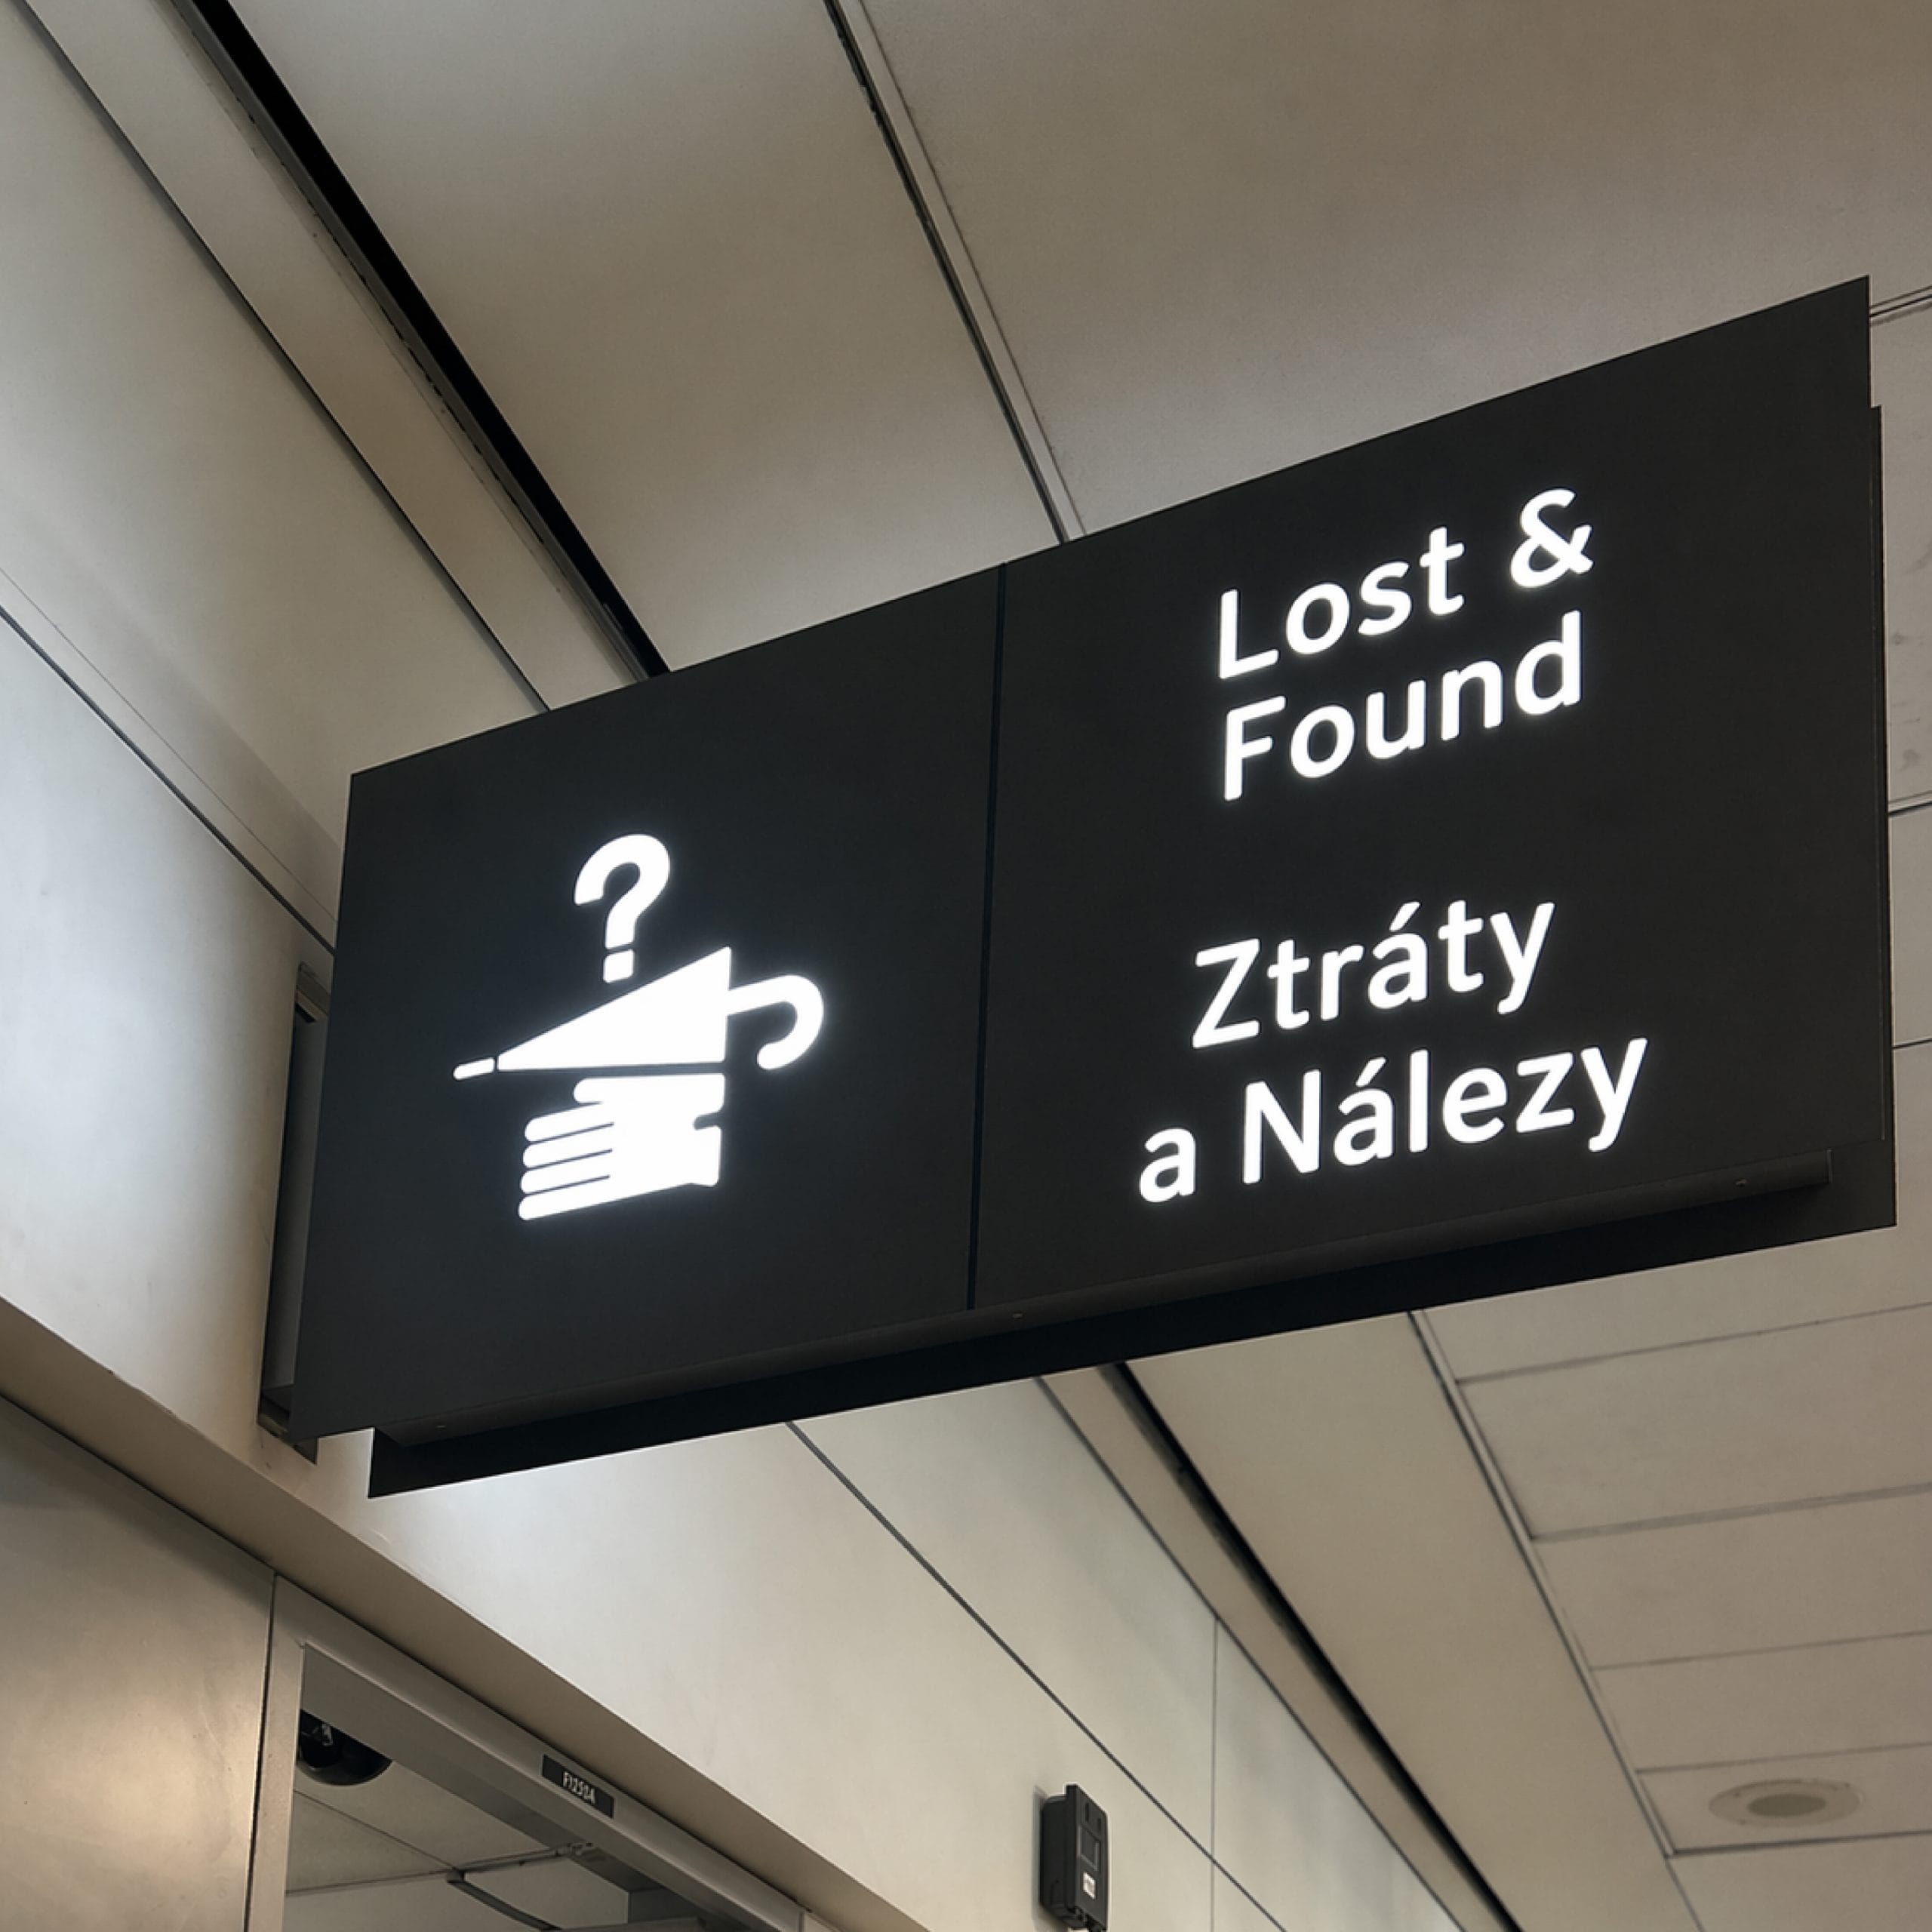 Lost &
Found
Ztráty
a Nálezy
?